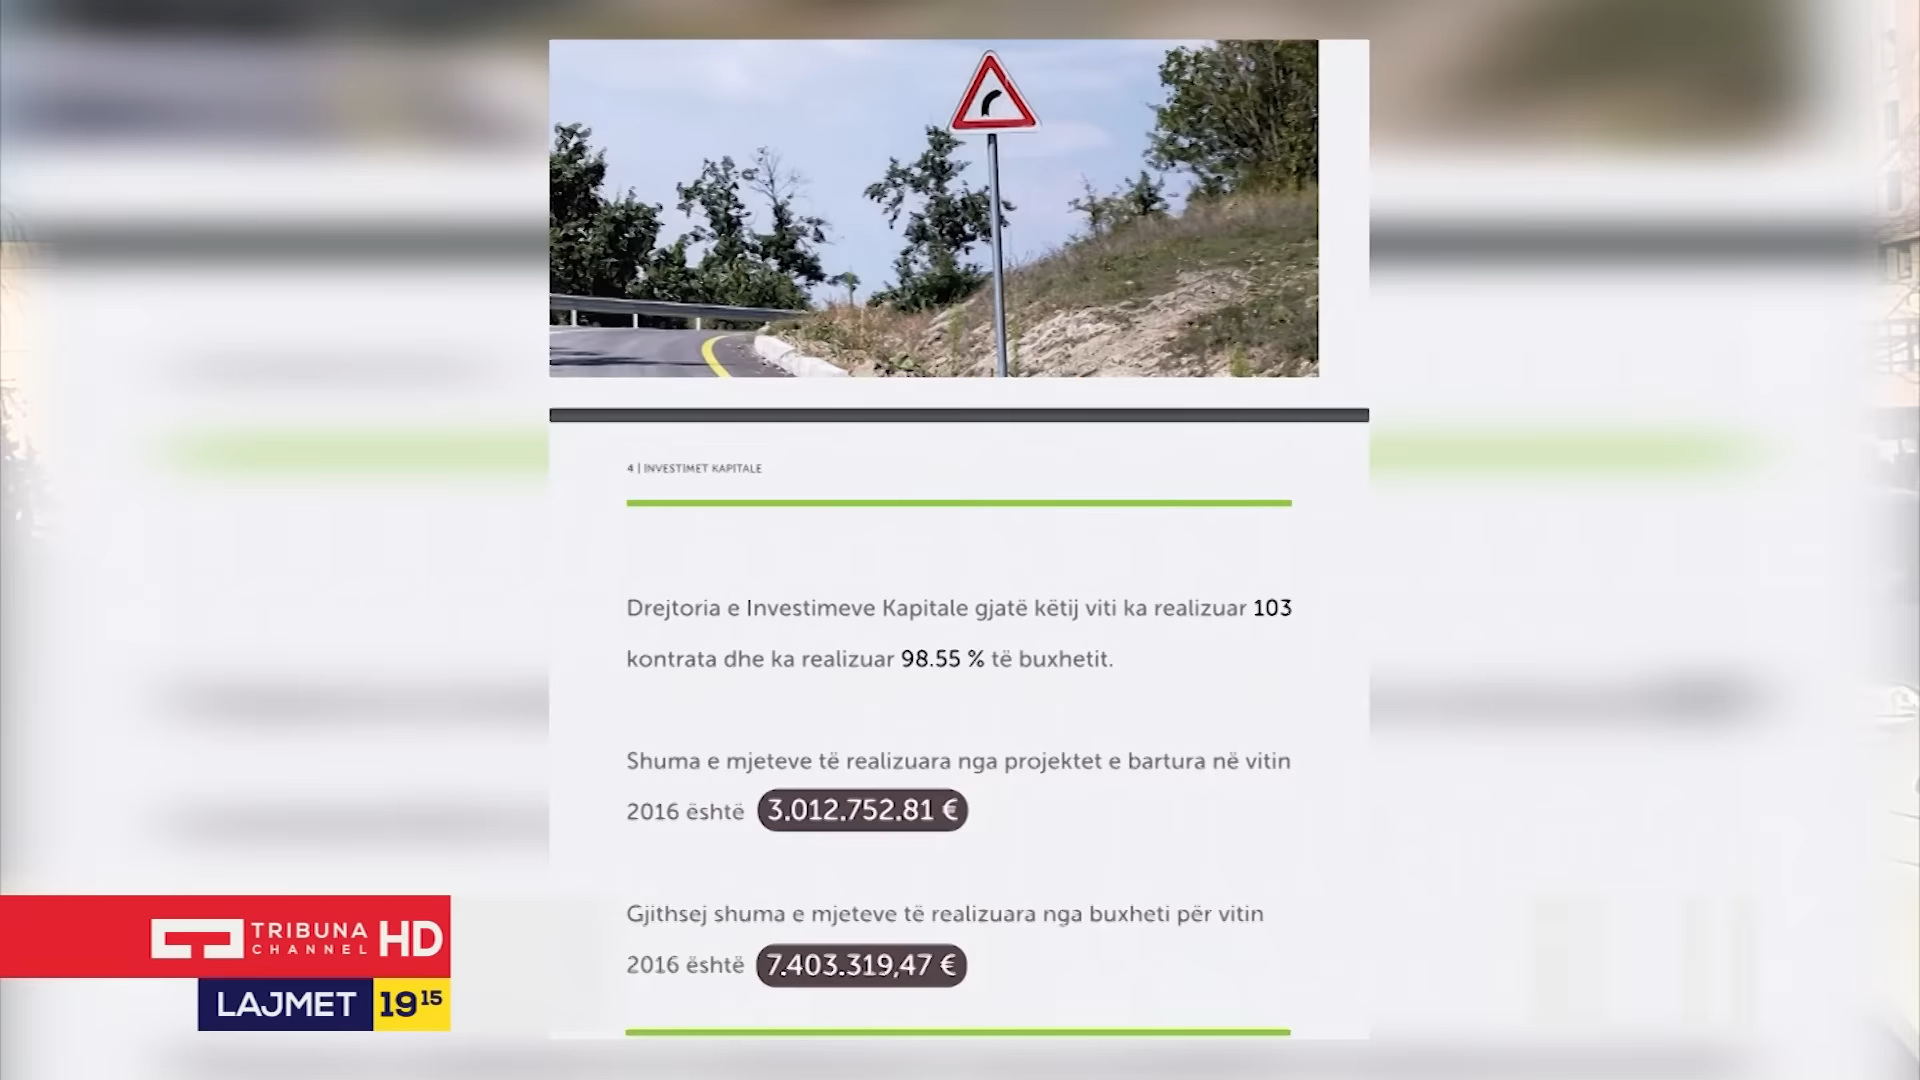 4 | INVESTIMET KAPITALE
Drejtoria e Investimeve Kapitale gjatë këtij viti ka realizuar 103
kontrata dhe ka realizuar 98.55 % të buxhetit.
Shuma e mjeteve të realizuara nga projektet e bartura në vitin
2016 është 3.012.752.81 €
Gjithsej shuma e mjeteve të realizuara nga buxheti për vitin
2016 është 7.403.319,47 €
TRIBUNA
CHANNEL
HD
LAJMET 19 15